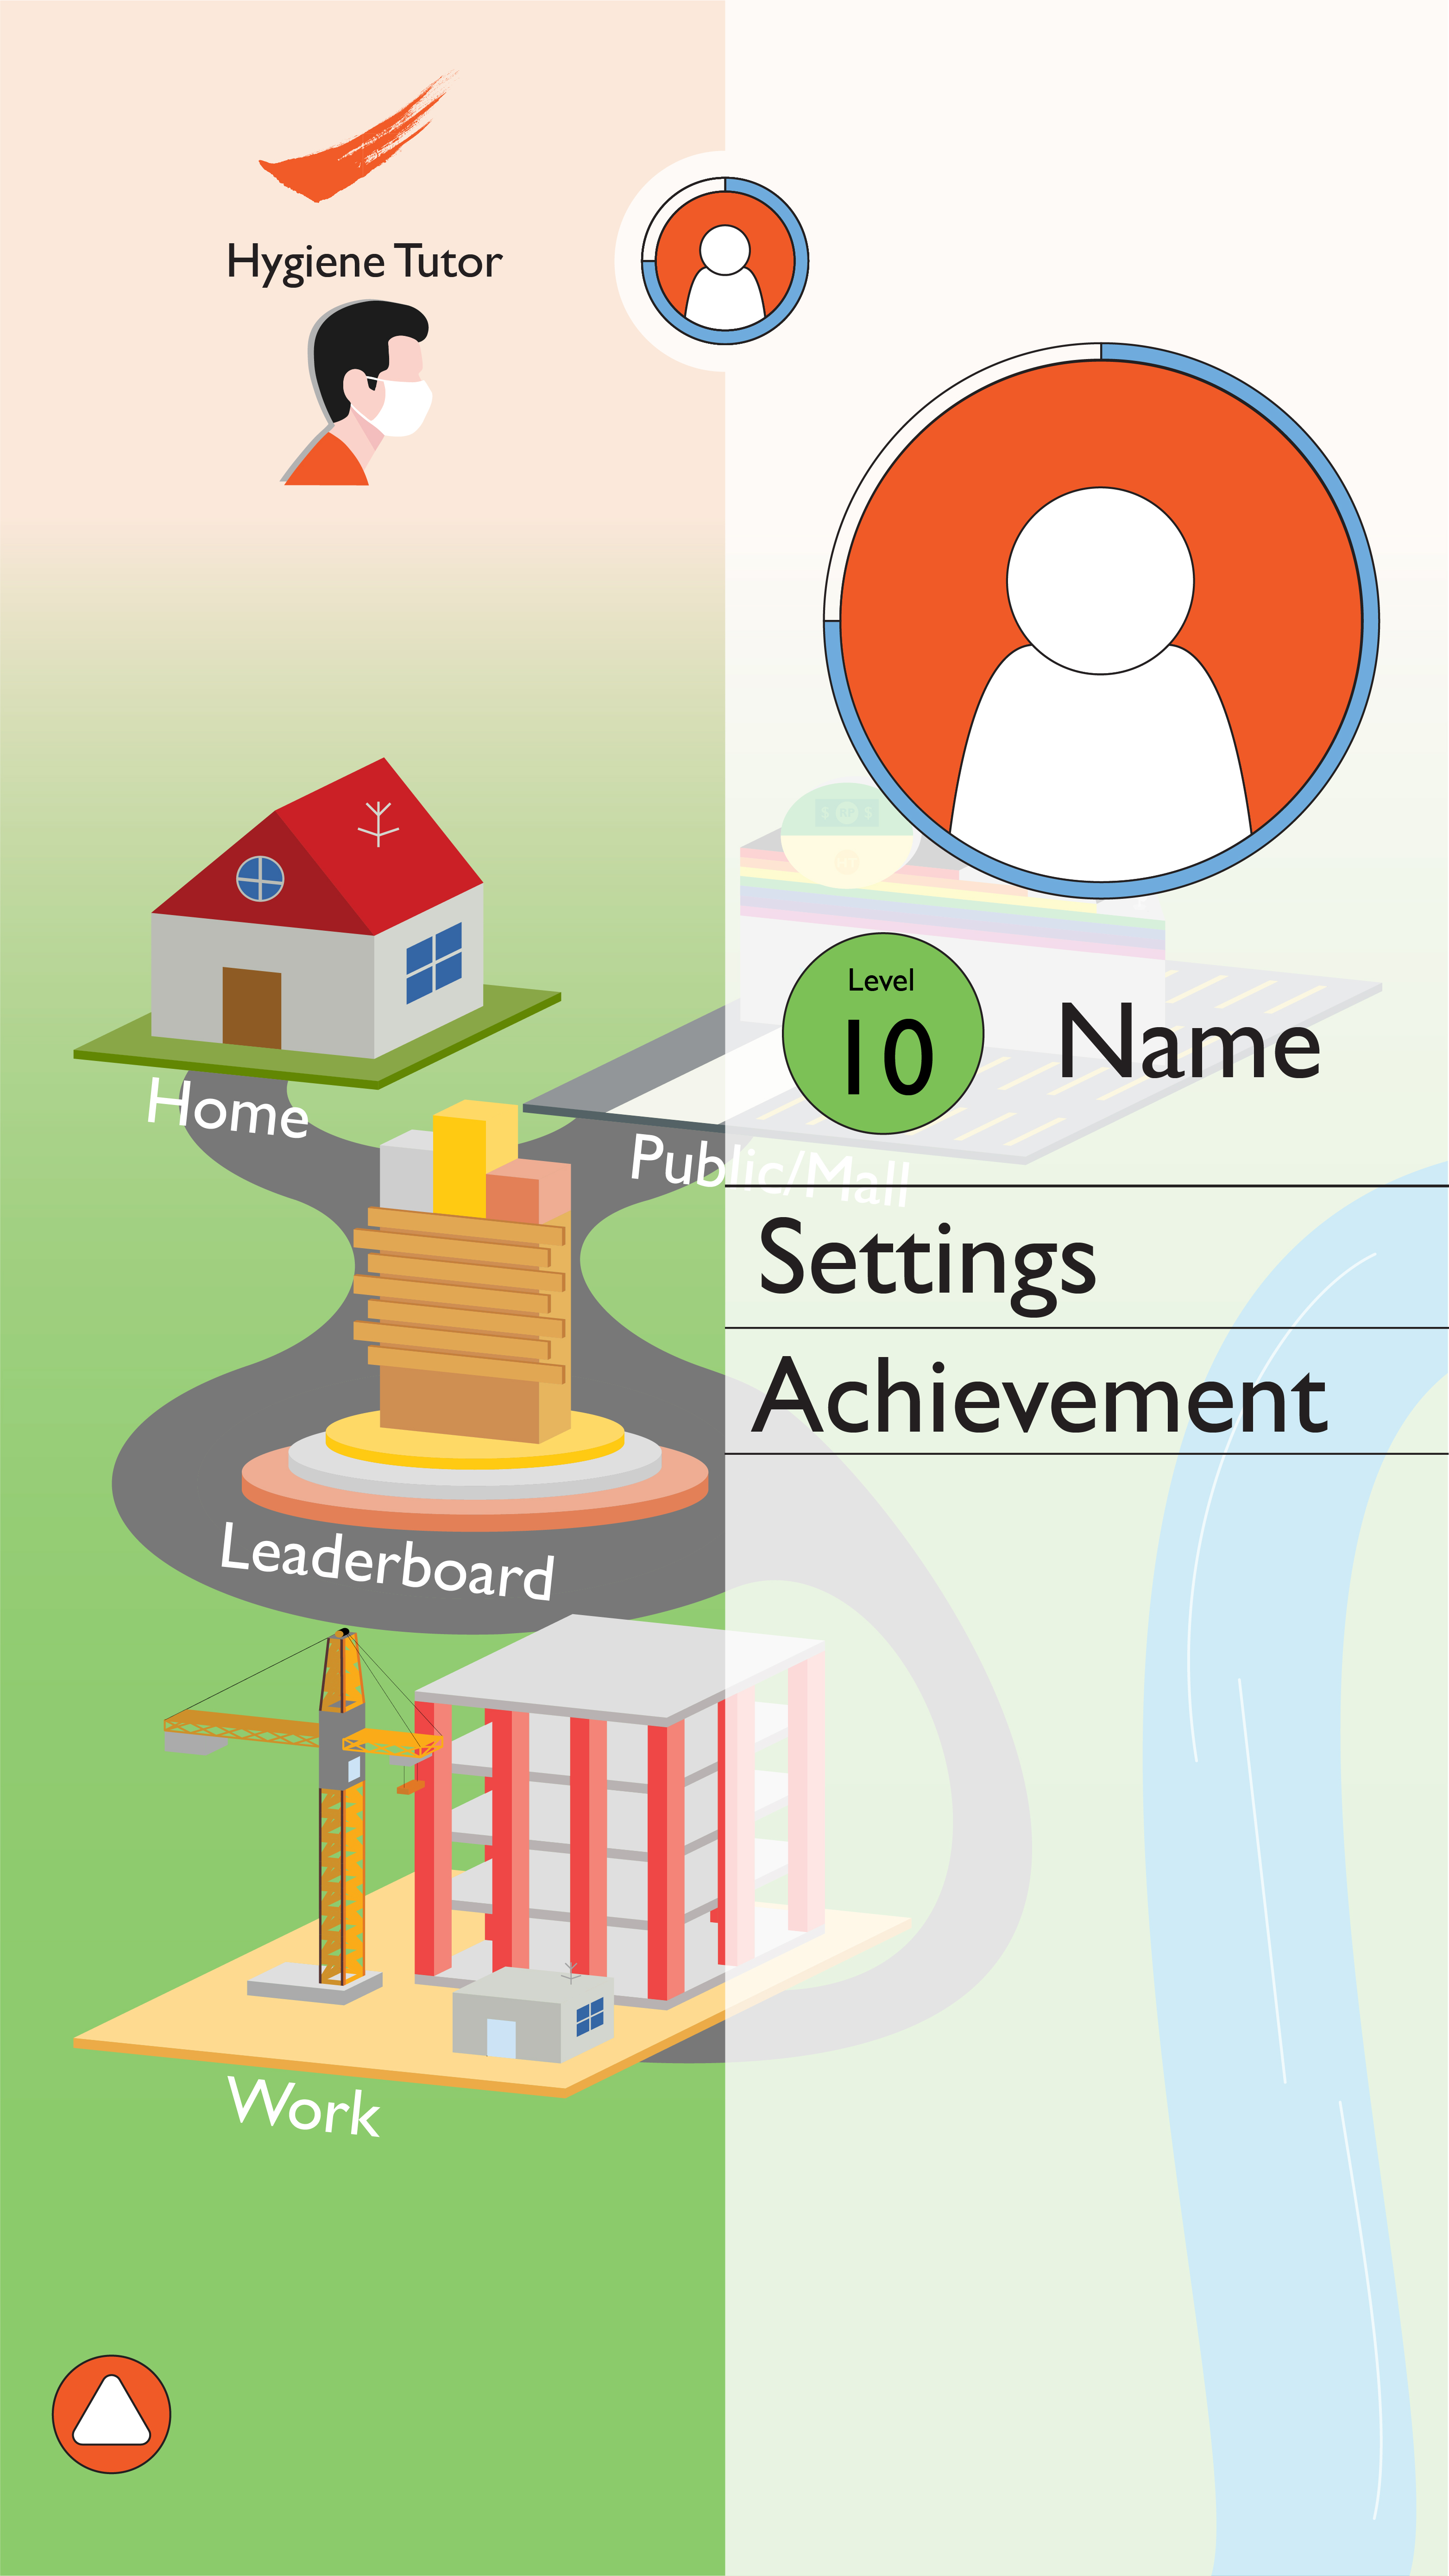 Hygiene Tutor
Level
10
Name
Home
Public/Mall
Settings
Achievement
Leaderboard
Work